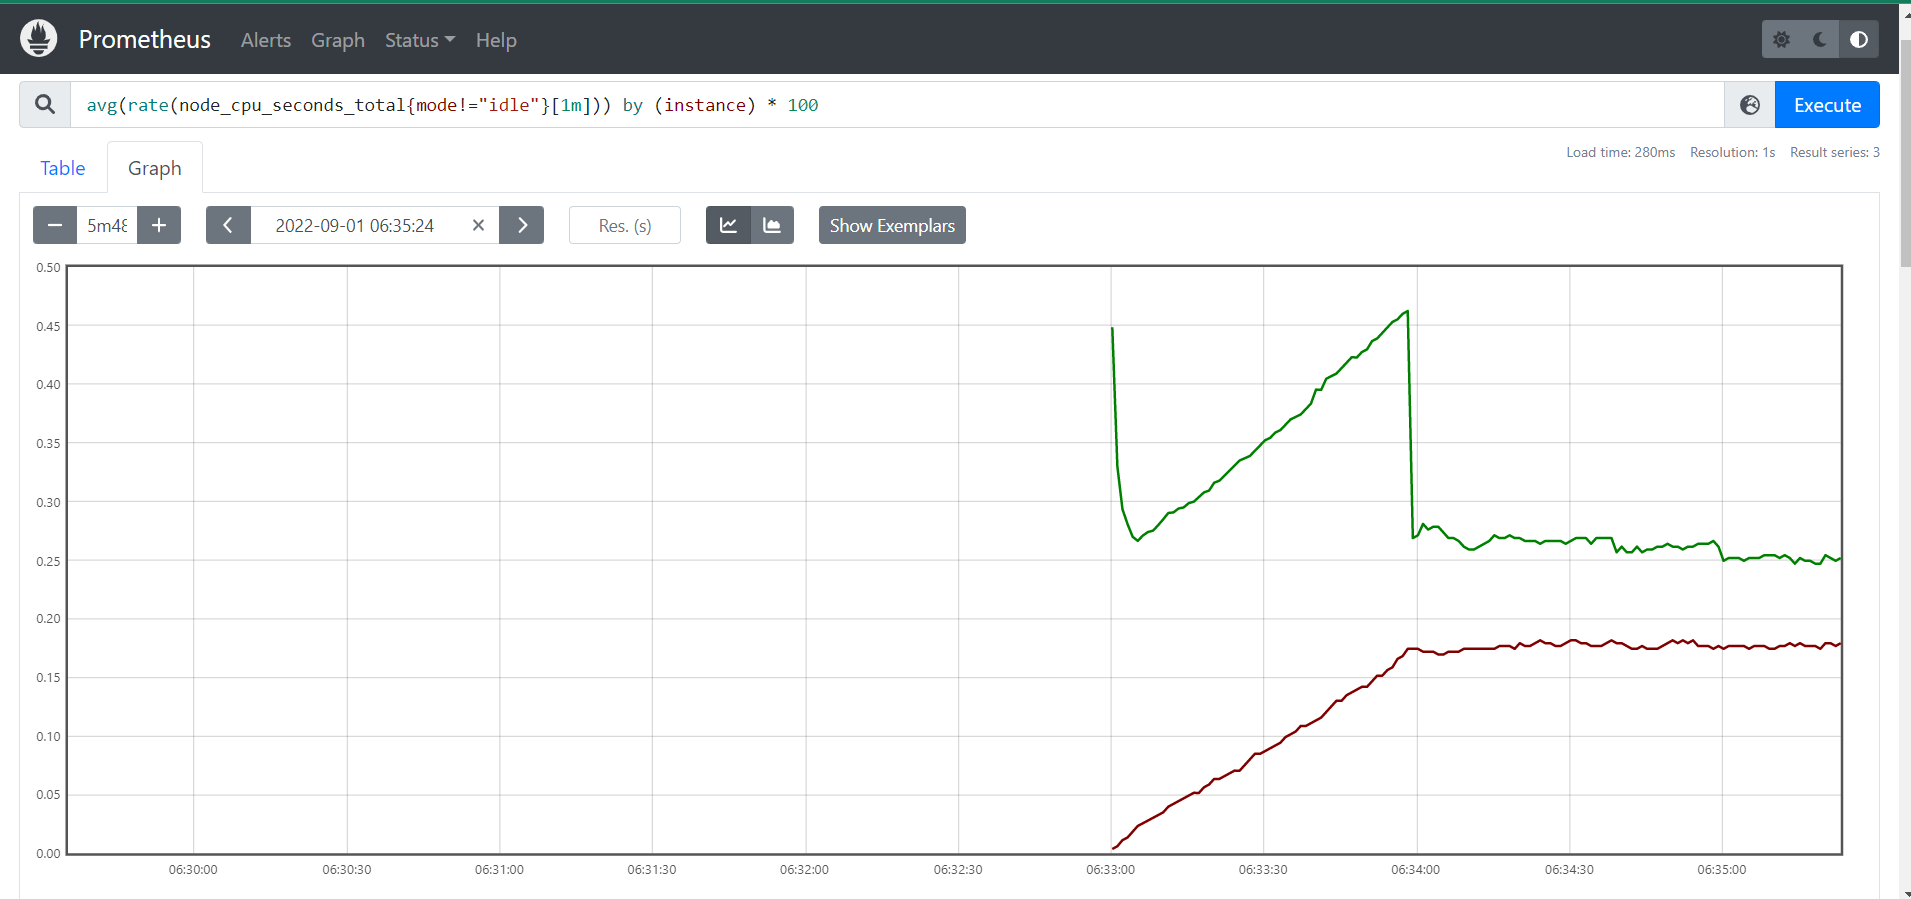 Prometheus Alerts Graph Status Help
avg(rate(node_cpu_seconds_total{mode!="idle"}[1m])) by (instance) * 100
Execute
Table Graph
Load time: 280ms Resolution: 1s Result series: 3
5m48
2022-09-01 06:35:24
Res. (s)
Show Exemplars
0.50
0.45
0.40
0.35
0.30
0.25
0.20
0.15
0.10
0.05
0.00
06:30:00 06:30:30 06:31:00 06:31:30 06:32:00 06:32:30 06:33:00 06:33:30 06:34:00 06:34:30 06:35:00